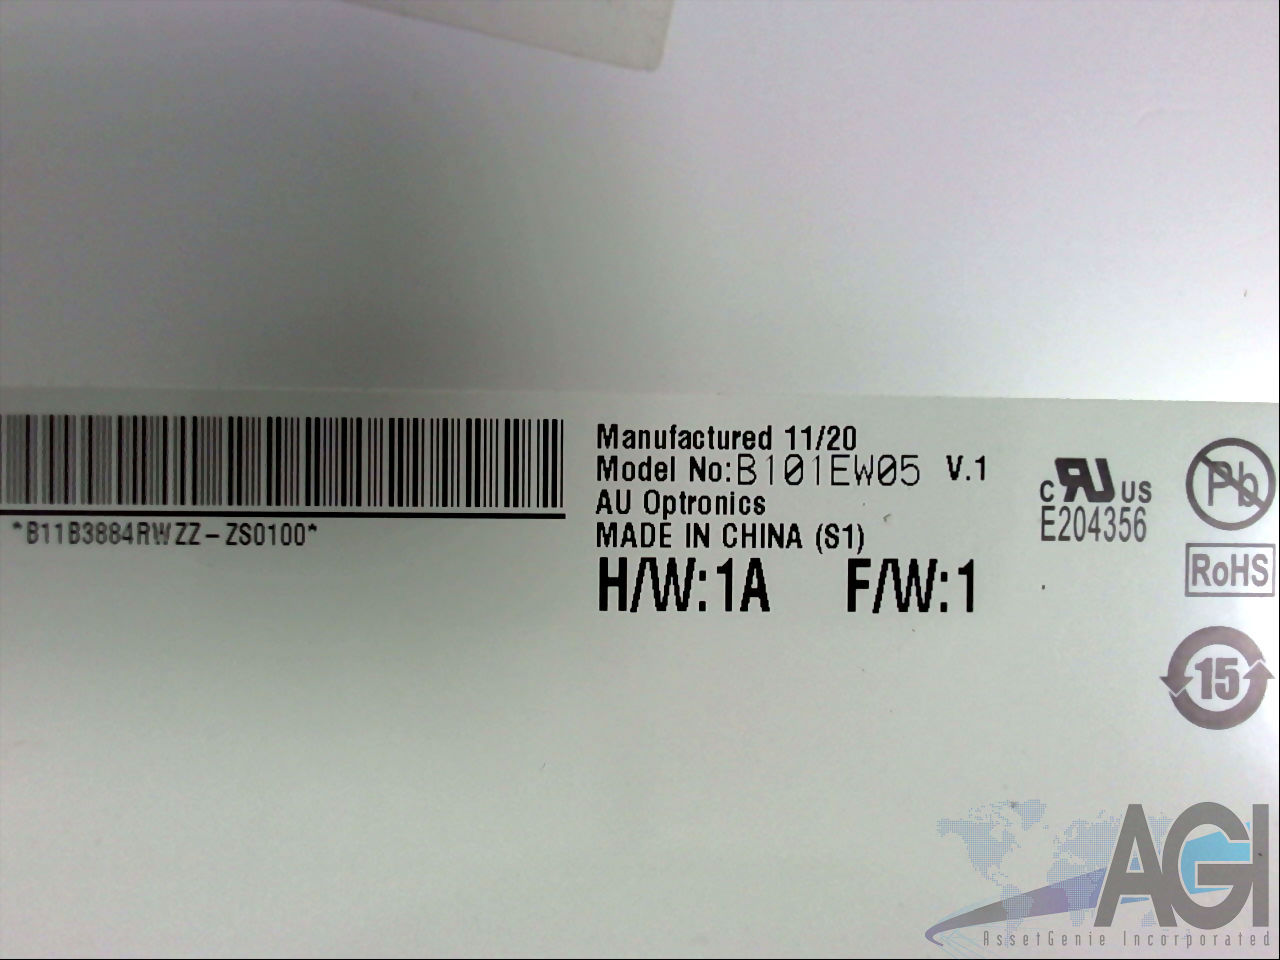 *B11B3884RWZZ-ZS0100*
Manufactured 11/20
Model No:B101EW05 V.1
AU Optronics
MADE IN CHINA (S1)
H/W:1A F/W:1
c RU US
E204356
Pb
RoHS
15
AGI
AssetGenie Incorporated